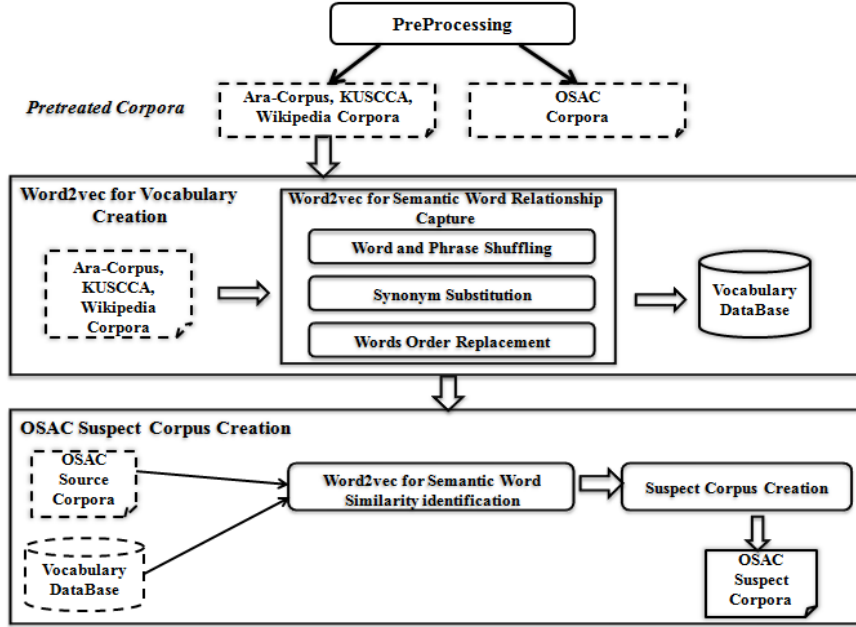 PreProcessing
Pretreated Corpora
Ara-Corpus, KUSCCA,
Wikipedia Corpora
OSAC
Corpora
Word2vec for Vocabulary
Creation
Ara-Corpus,
KUSCCA,
Wikipedia
Corpora
Word2vec for Semantic Word Relationship
Capture
Word and Phrase Shuffling
Synonym Substitution
Words Order Replacement
Vocabulary
DataBase
OSAC Suspect Corpus Creation
OSAC
Source
Corpora
Vocabulary
DataBase
Word2vec for Semantic Word
Similarity identification
Suspect Corpus Creation
OSAC
Suspect
Corpora